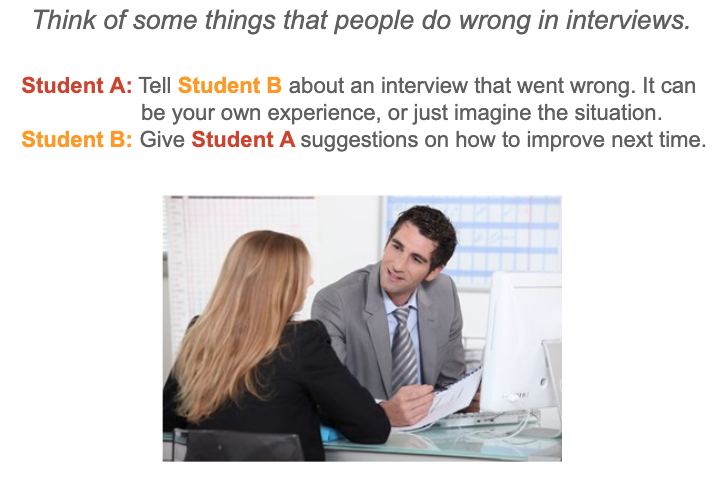 Think of some things that people do wrong in interviews.
Student A: Tell Student B about an interview that went wrong. It can
be your own experience, or just imagine the situation.
Student B: Give Student A suggestions on how to improve next time.